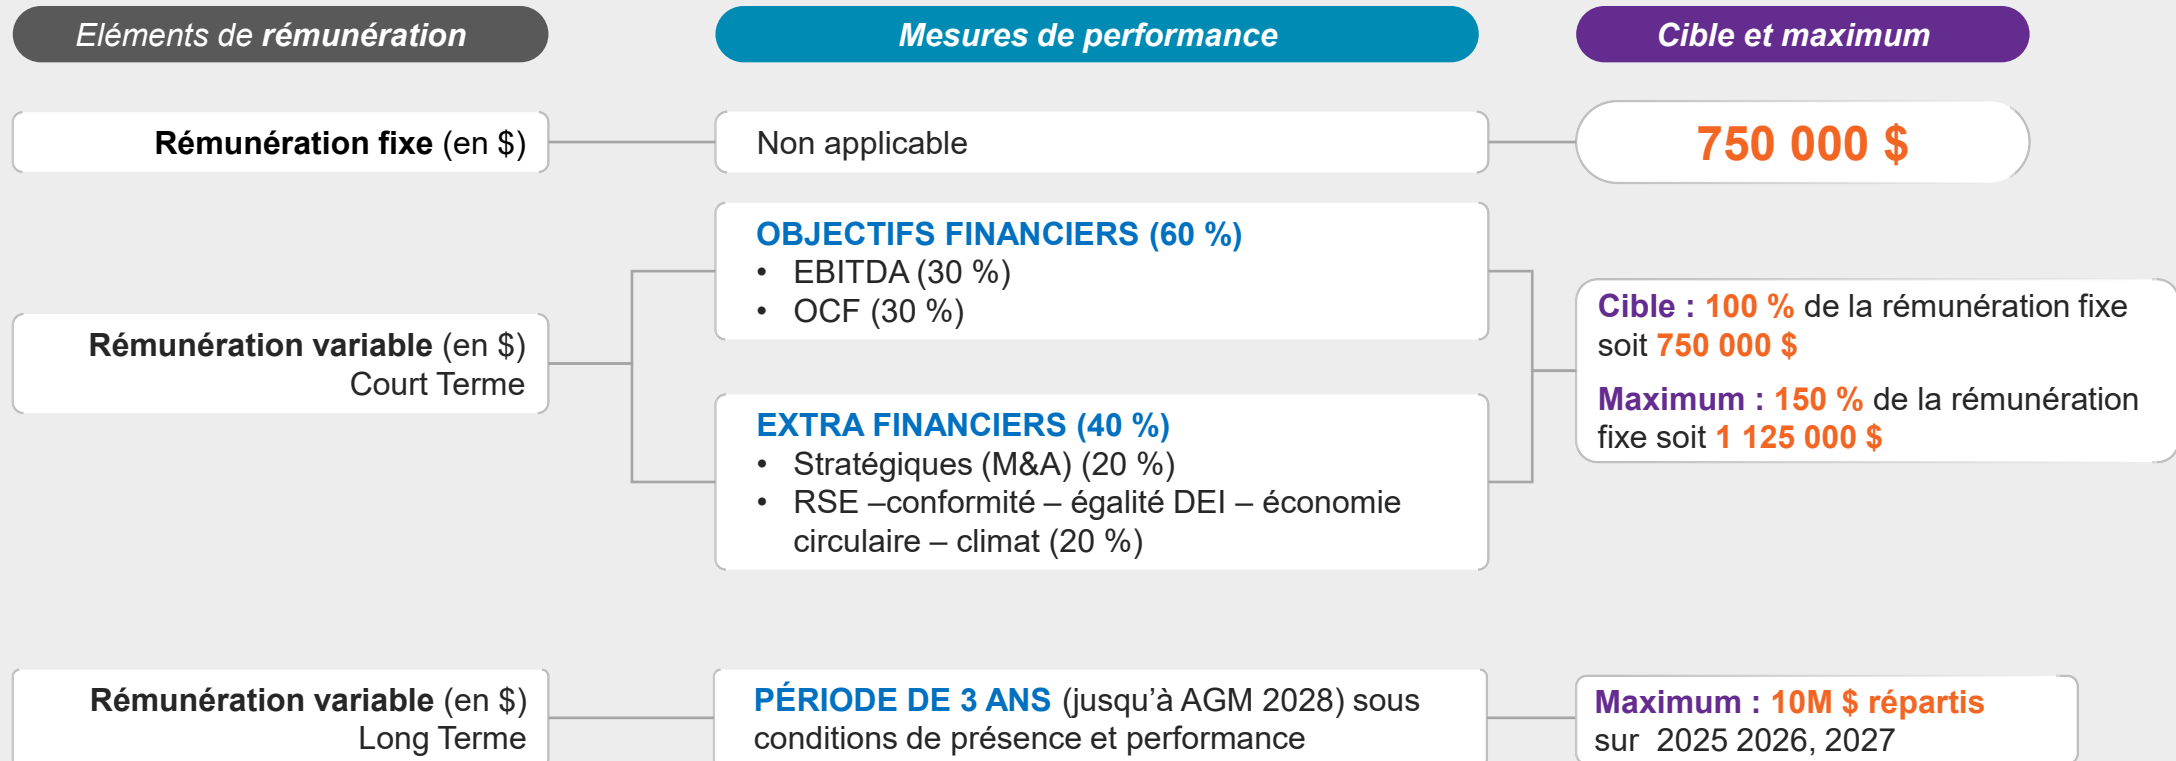 Eléments de rémunération
Mesures de performance
Cible et maximum
Rémunération fixe (en $)
Non applicable
750 000 $
Rémunération variable (en $)
Court Terme
OBJECTIFS FINANCIERS (60 %)
• EBITDA (30 %)
• OCF (30 %)
EXTRA FINANCIERS (40 %)
• Stratégiques (M&A) (20 %)
• RSE –conformité – égalité DEI – économie
circulaire – climat (20 %)
Cible : 100 % de la rémunération fixe
soit 750 000 $
Maximum : 150 % de la rémunération
fixe soit 1 125 000 $
Rémunération variable (en $)
Long Terme
PÉRIODE DE 3 ANS (jusqu’à AGM 2028) sous
conditions de présence et performance
Maximum : 10M $ répartis
sur 2025 2026, 2027